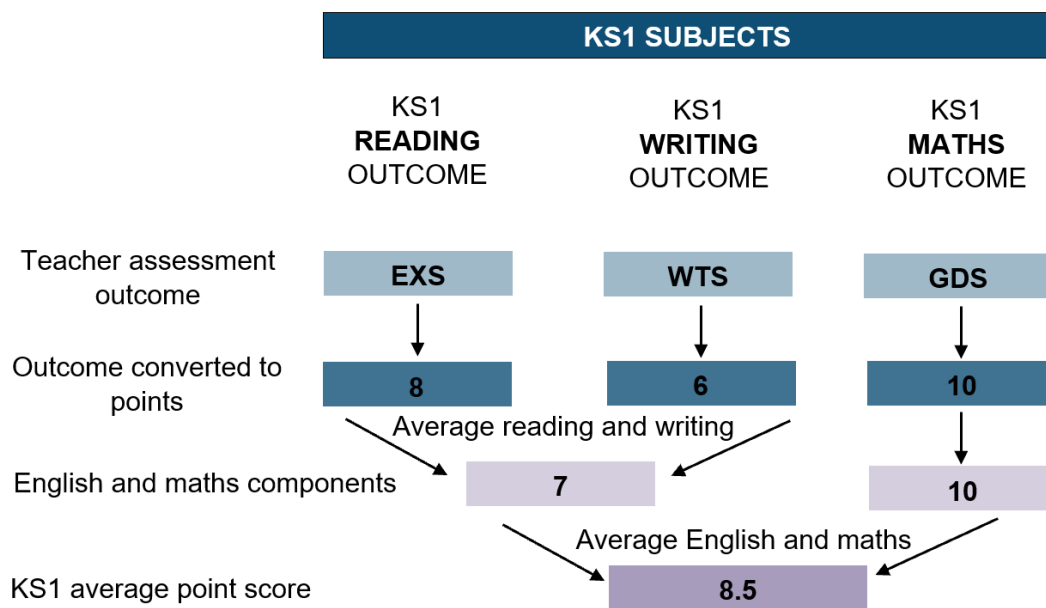 KS1 SUBJECTS
KS1
READING
OUTCOME
KS1
WRITING
OUTCOME
KS1
MATHS
OUTCOME
Teacher assessment
outcome
EXS
WTS
GDS
Outcome converted to
points
8
6
10
Average reading and writing
English and maths components
7
10
Average English and maths
KS1 average point score
8.5